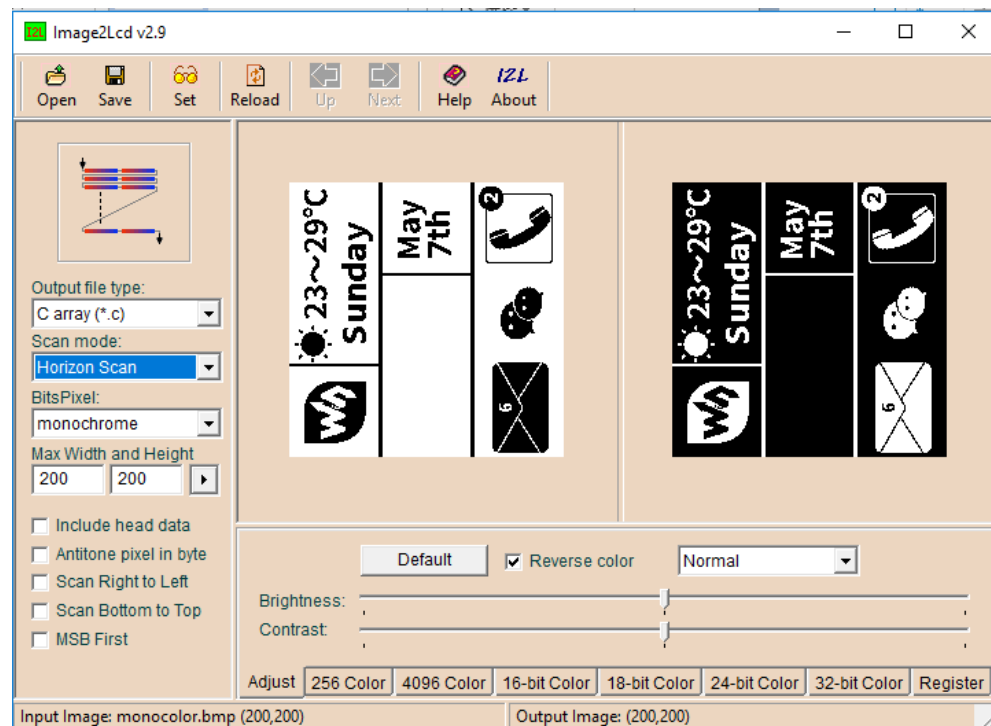 Image2Lcd v2.9
Open Save Set Reload Up Next Help About
I2L
Output file type:
C array (*.c)
Scan mode:
Horizon Scan
BitsPixel:
monochrome
Max Width and Height
200 200
Include head data
Antitone pixel in byte
Scan Right to Left
Scan Bottom to Top
MSB First
23～29°C
Sunday
May
7th
2
6
23～29°C
Sunday
May
7th
2
6
Default Reverse color Normal
Brightness:
Contrast:
Adjust 256 Color 4096 Color 16-bit Color 18-bit Color 24-bit Color 32-bit Color Register
Input Image: monocolor.bmp (200,200) Output Image: (200,200)